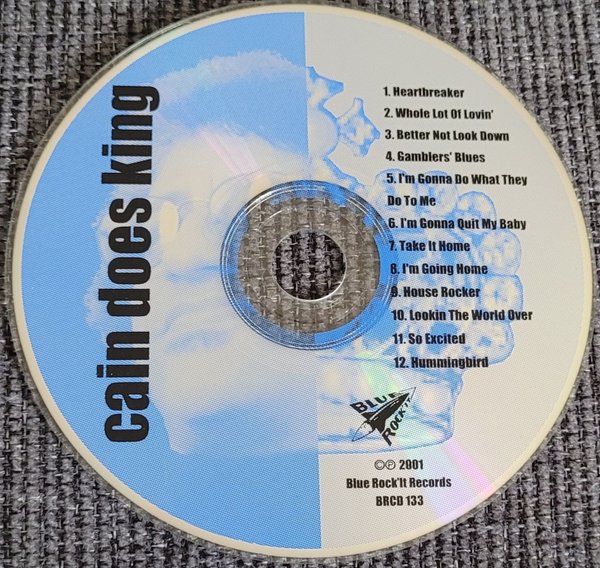 cain does king
1. Heartbreaker
2. Whole Lot Of Lovin'
3. Better Not Look Down
4. Gamblers' Blues
5. I'm Gonna Do What They
Do To Me
6. I'm Gonna Quit My Baby
7. Take It Home
8. I'm Going Home
9. House Rocker
10. Lookin The World Over
11. So Excited
12. Hummingbird
BLUE
ROCK'IT
©℗ 2001
Blue Rock'It Records
BRCD 133